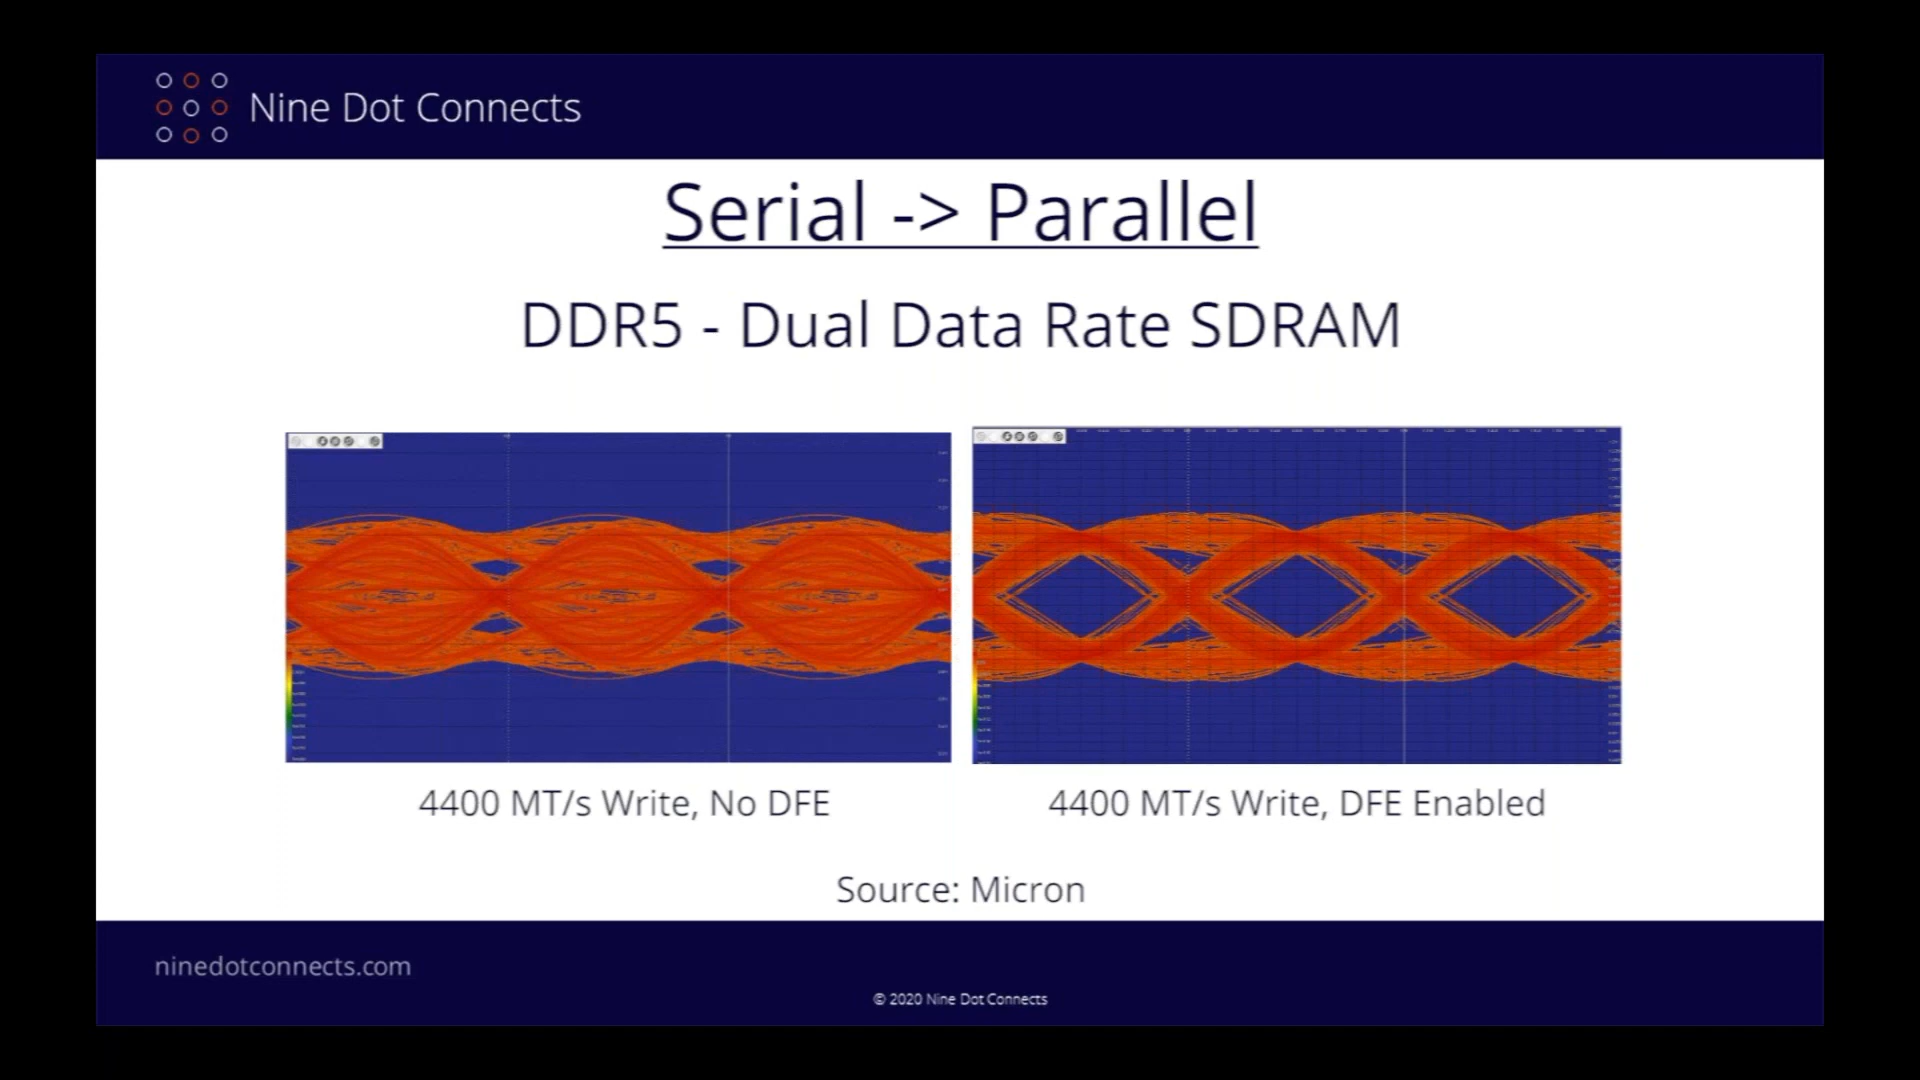 Nine Dot Connects
Serial -> Parallel
DDR5 - Dual Data Rate SDRAM
4400 MT/s Write, No DFE
4400 MT/s Write, DFE Enabled
Source: Micron
ninedotconnects.com
© 2020 Nine Dot Connects